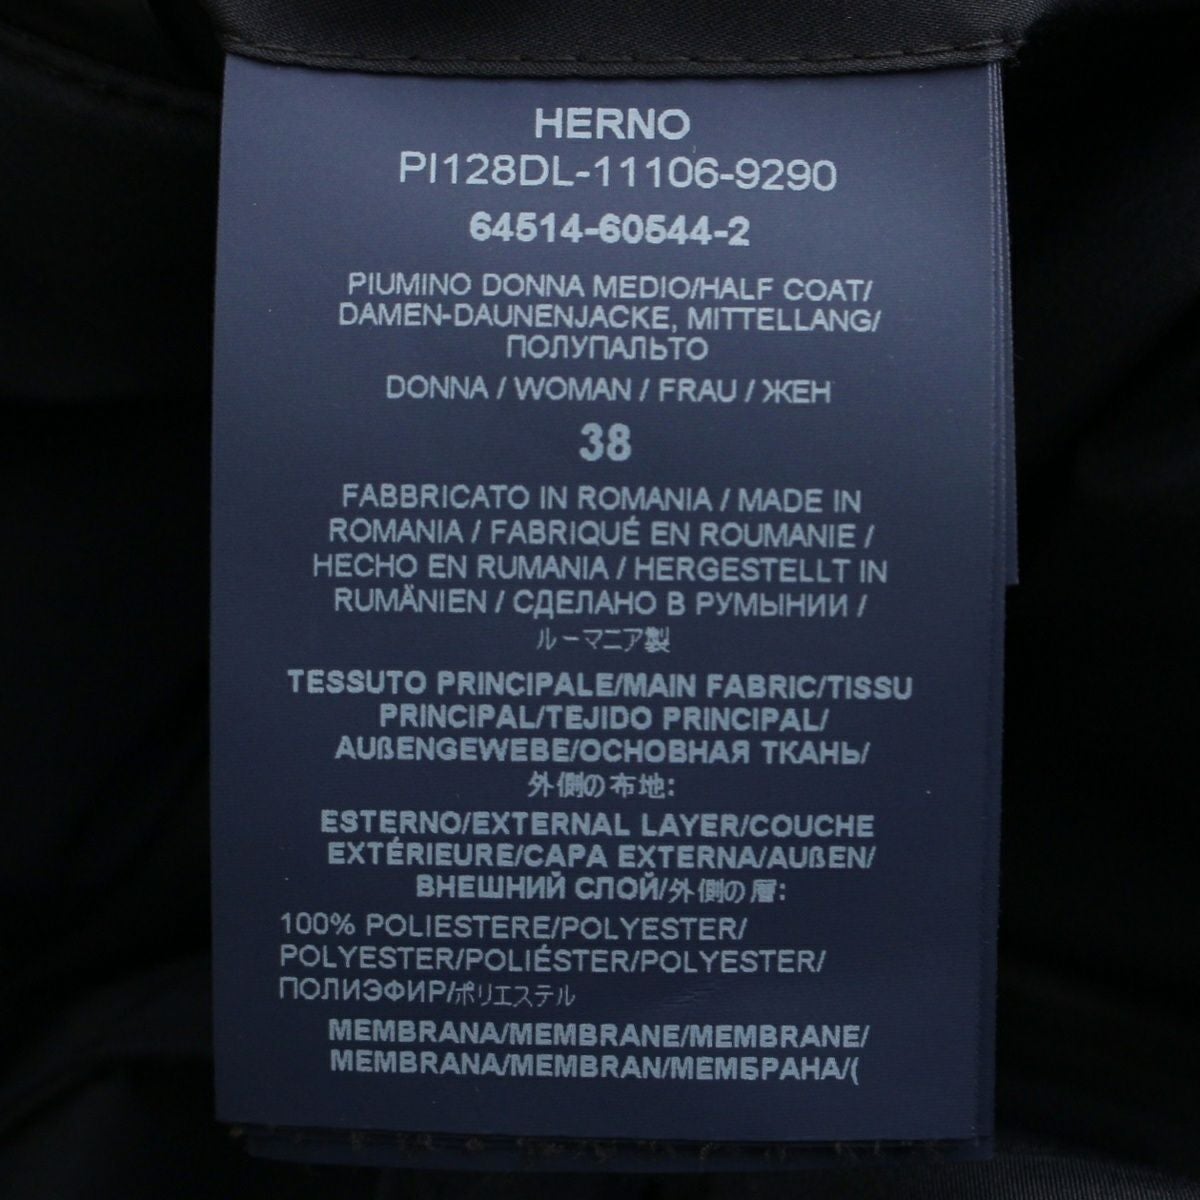 HERNO
PI128DL-11106-9290
64514-60544-2
PIUMINO DONNA MEDIO/HALF COAT/
DAMEN-DAUNENJACKE, MITTELLANG/
ПОЛУПАЛЬТО
DONNA / WOMAN / FRAU / ЖЕН
38
FABBRICATO IN ROMANIA / MADE IN
ROMANIA / FABRIQUÉ EN ROUMANIE /
HECHO EN RUMANIA / HERGESTELLT IN
RUMÄNIEN / СДЕЛАНО В РУМЫНИИ /
ルーマニア製
TESSUTO PRINCIPALE/MAIN FABRIC/TISSU
PRINCIPAL/TEJIDO PRINCIPAL/
AUßENGEWEBE/ОСНОВНАЯ ТКАНЬ/
外側の布地:
ESTERNO/EXTERNAL LAYER/COUCHE
EXTÉRIEURE/CAPA EXTERNA/AUßEN/
ВНЕШНИЙ СЛОЙ/外側の層:
100% POLIESTERE/POLYESTER/
POLYESTER/POLIÉSTER/POLYESTER/
ПОЛИЭФИР/ポリエステル
MEMBRANA/MEMBRANE/MEMBRANE/
MEMBRANA/MEMBRAN/МЕМБРАНА/(